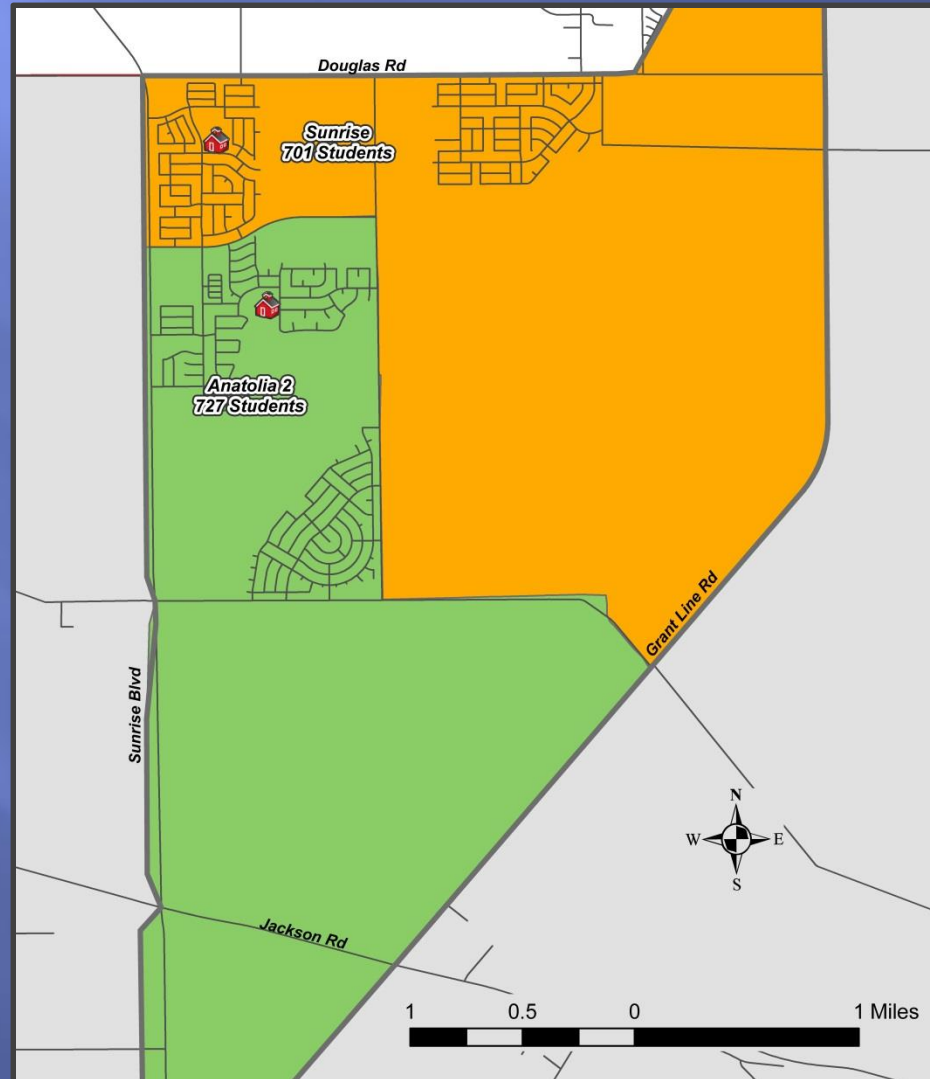 Douglas Rd
Sunrise
701 Students
Anatolia 2
727 Students
Grant Line Rd
Sunrise Blvd
N
W E
S
Jackson Rd
1 0.5 0 1 Miles